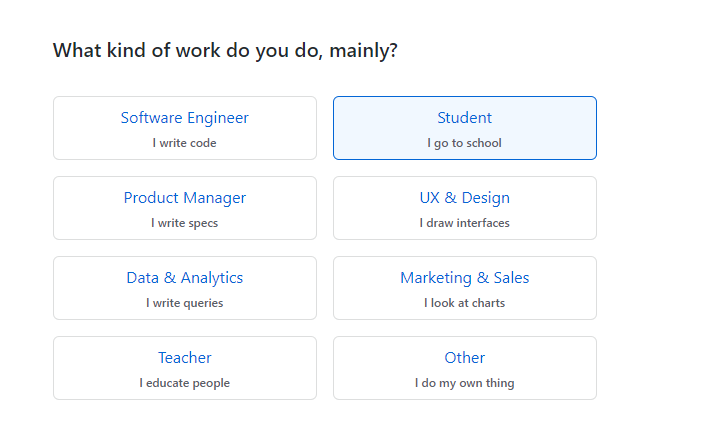 What kind of work do you do, mainly?
Software Engineer
I write code
Student
I go to school
Product Manager
I write specs
UX & Design
I draw interfaces
Data & Analytics
I write queries
Marketing & Sales
I look at charts
Teacher
I educate people
Other
I do my own thing